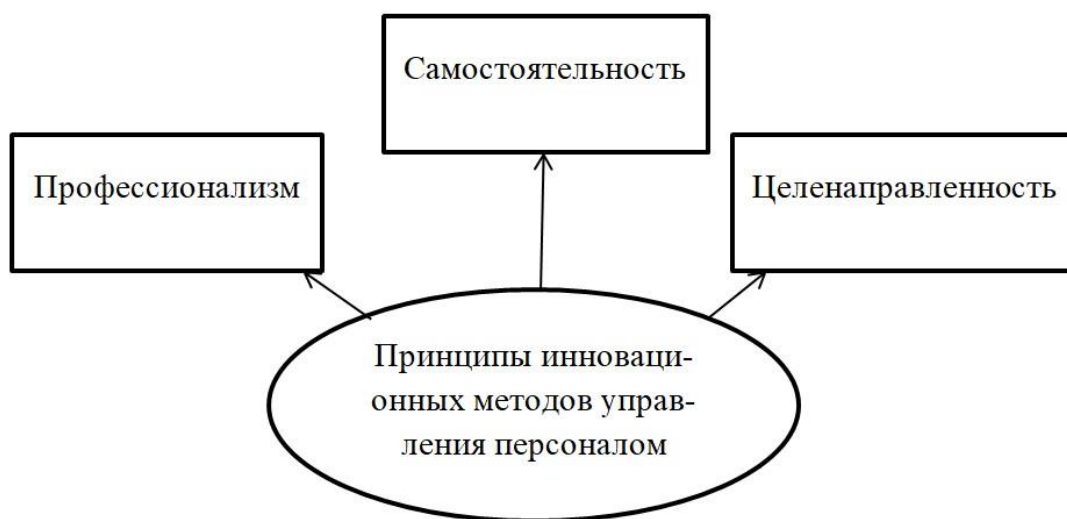 Самостоятельность
Профессионализм
Целенаправленность
Принципы инноваци-
онных методов управ-
ления персоналом